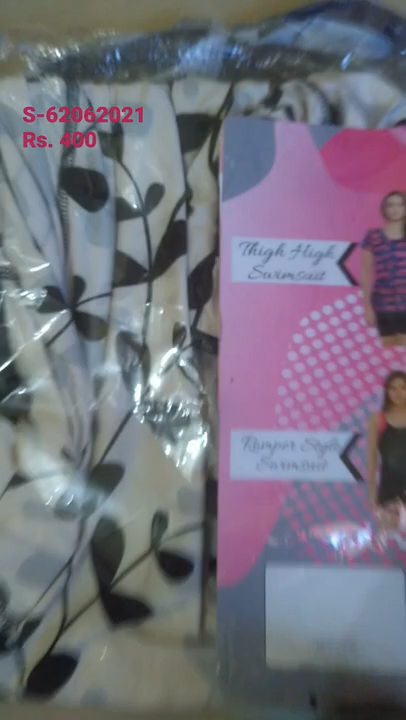 S-62062021
Rs. 400
Thigh High
Swimsuit
Romper Style
Swimsuit